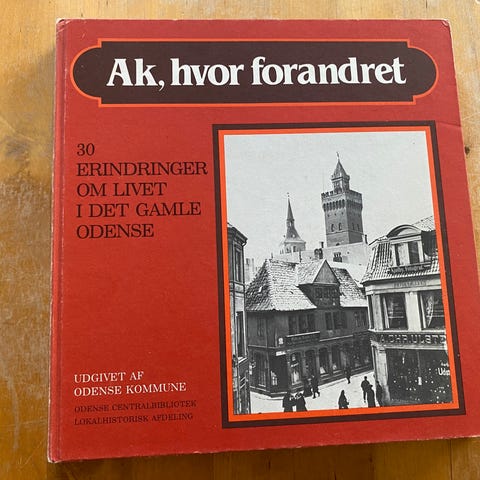 Ak, hvor forandret
30
ERINDRINGER
OM LIVET
I DET GAMLE
ODENSE
UDGIVET AF
ODENSE KOMMUNE
ODENSE CENTRALBIBLIOTEK
LOKALHISTORISK AFDELING